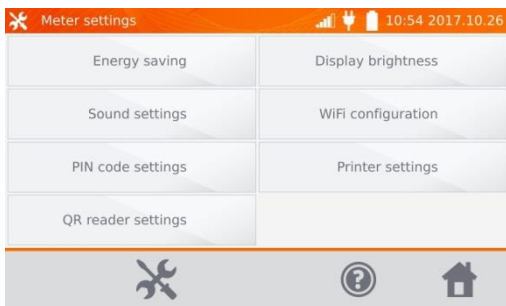 Meter settings 10:54 2017.10.26
Energy saving Display brightness
Sound settings WiFi configuration
PIN code settings Printer settings
QR reader settings
?